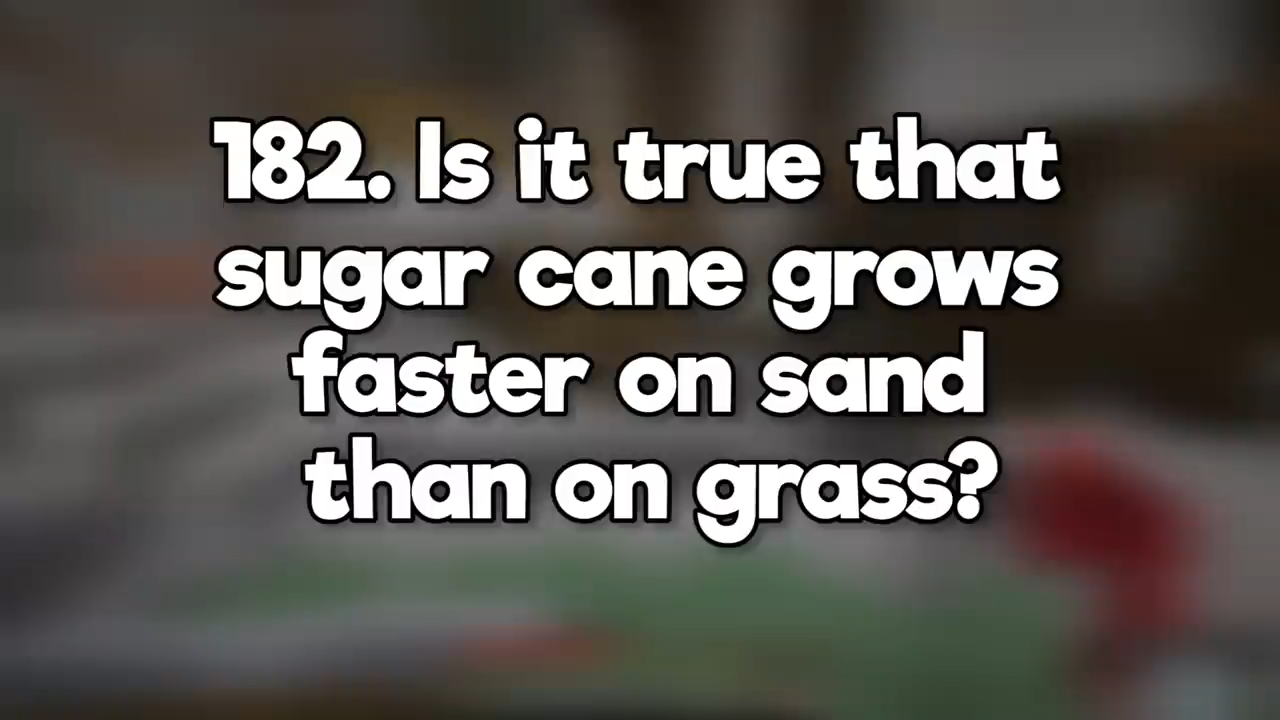 182. Is it true that
sugar cane grows
faster on sand
than on grass?